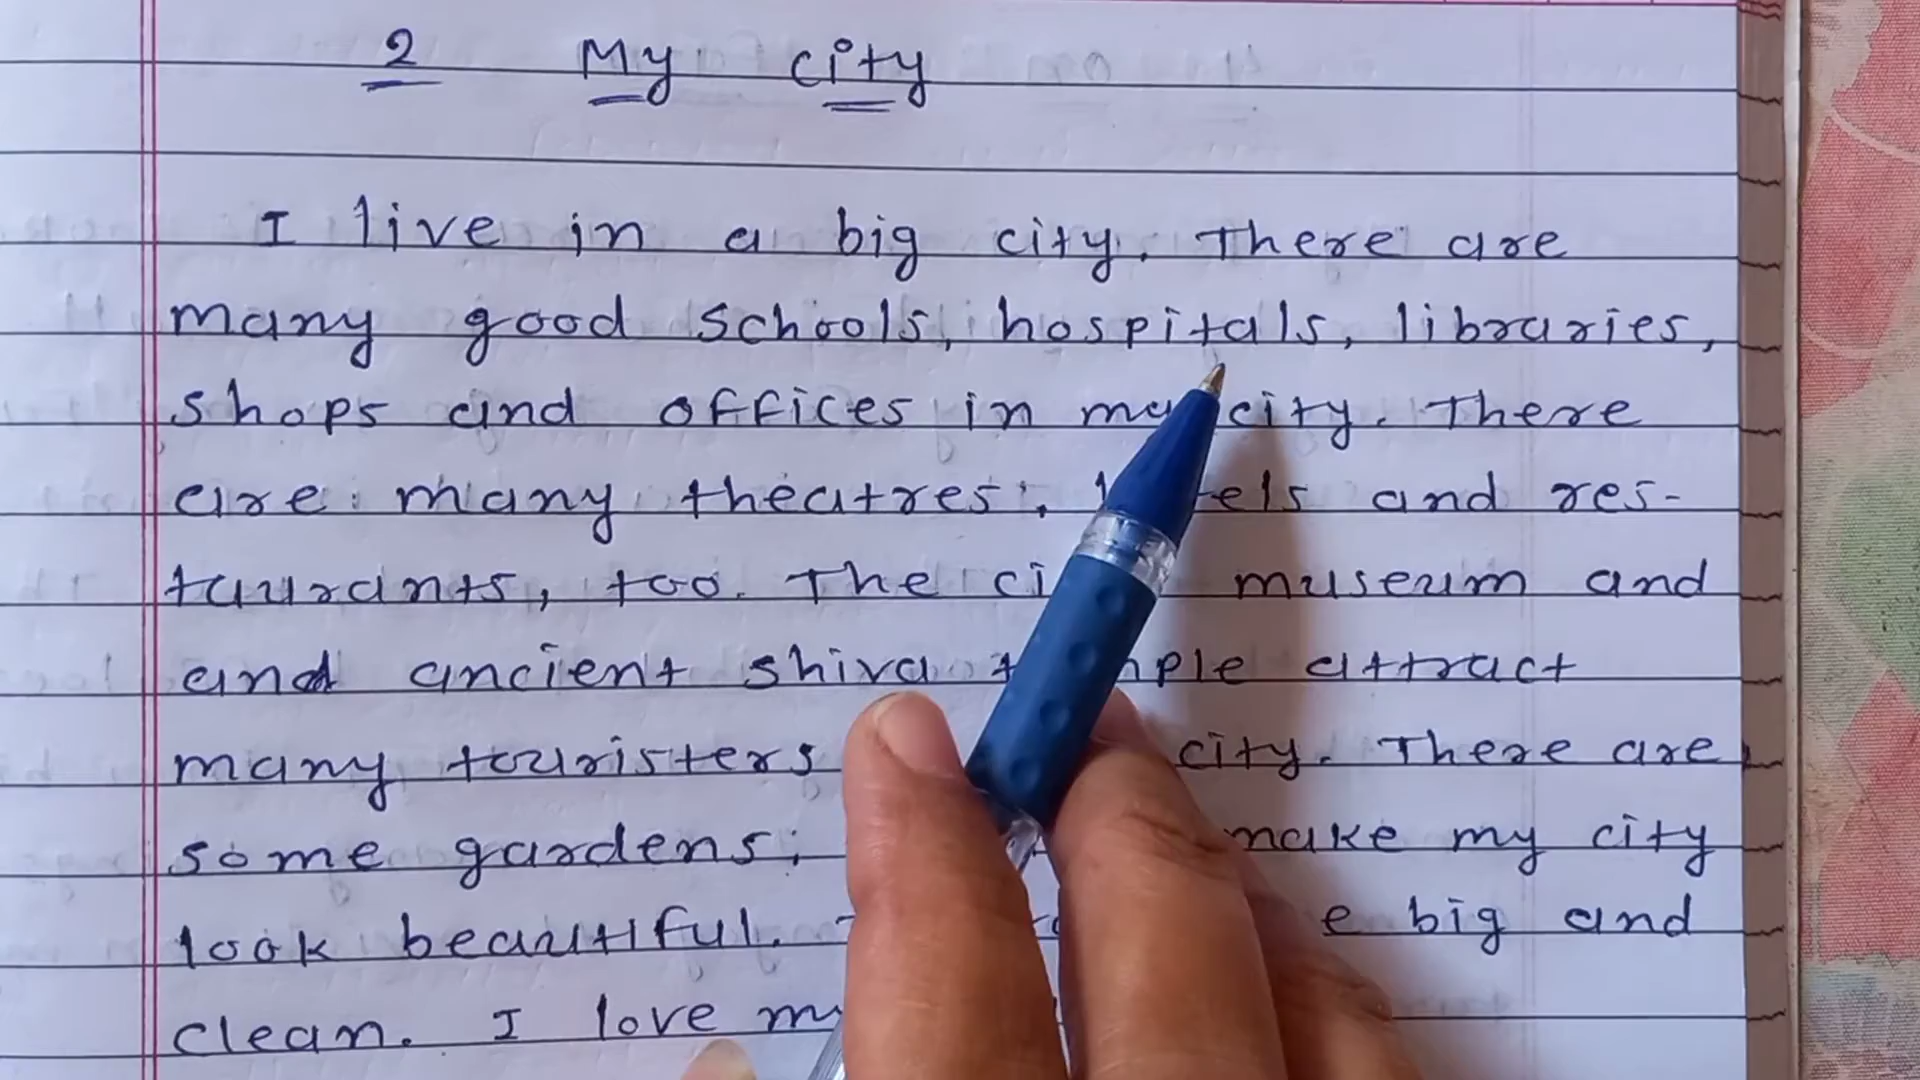 2 My city
I live in a big city. There are
many good schools, hospitals, libraries,
shops and offices in my city. There
are many theatres, and res-
taurants, too. The museum and
and ancient shiva attract
many touristers city. There are
some gardens, make my city
look beautiful. big and
clean. I love